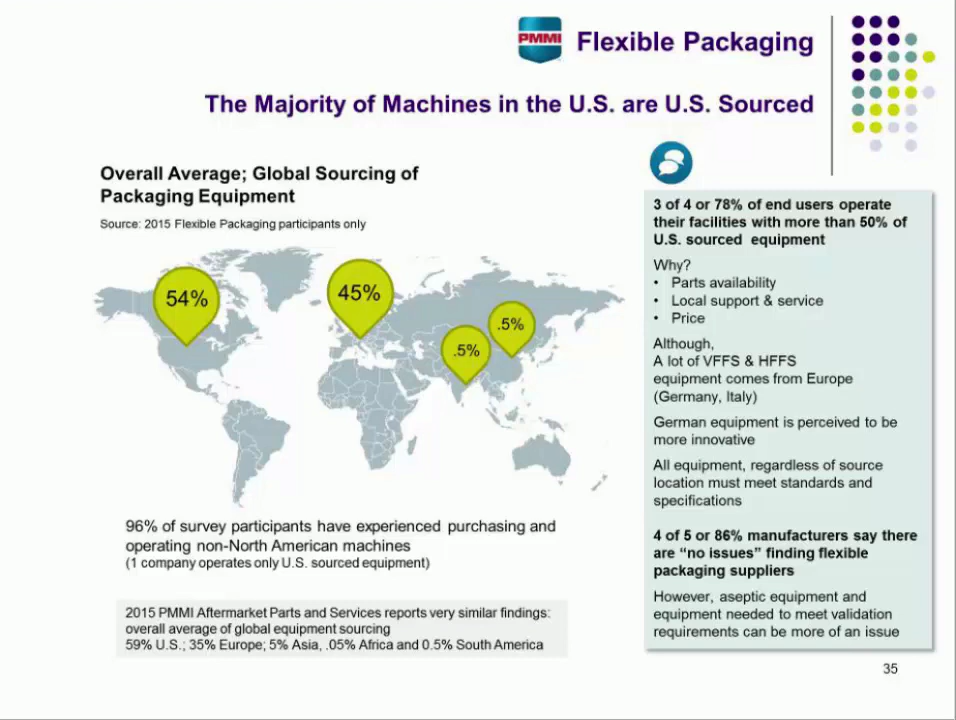 PMMI
Flexible Packaging
The Majority of Machines in the U.S. are U.S. Sourced
Overall Average; Global Sourcing of
Packaging Equipment
Source: 2015 Flexible Packaging participants only
54%
45%
.5%
.5%
96% of survey participants have experienced purchasing and
operating non-North American machines
(1 company operates only U.S. sourced equipment)
2015 PMMI Aftermarket Parts and Services reports very similar findings:
overall average of global equipment sourcing
59% U.S.; 35% Europe; 5% Asia, .05% Africa and 0.5% South America
3 of 4 or 78% of end users operate
their facilities with more than 50% of
U.S. sourced equipment
Why?
• Parts availability
• Local support & service
• Price
Although,
A lot of VFFS & HFFS
equipment comes from Europe
(Germany, Italy)
German equipment is perceived to be
more innovative
All equipment, regardless of source
location must meet standards and
specifications
4 of 5 or 86% manufacturers say there
are “no issues” finding flexible
packaging suppliers
However, aseptic equipment and
equipment needed to meet validation
requirements can be more of an issue
35